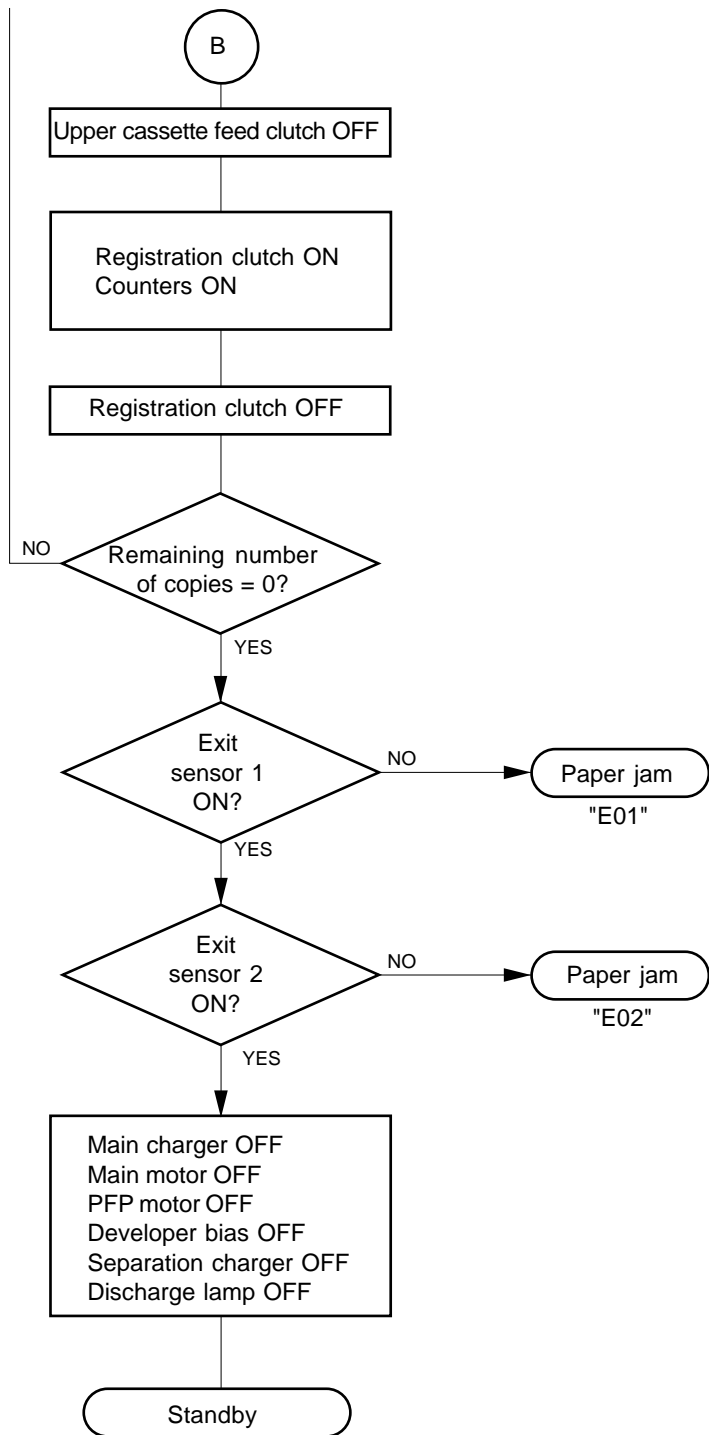 B
Upper cassette feed clutch OFF
Registration clutch ON
Counters ON
Registration clutch OFF
NO
Remaining number
of copies = 0?
YES
Exit
sensor 1
ON?
NO
Paper jam
"E01"
YES
Exit
sensor 2
ON?
NO
Paper jam
"E02"
YES
Main charger OFF
Main motor OFF
PFP motor OFF
Developer bias OFF
Separation charger OFF
Discharge lamp OFF
Standby